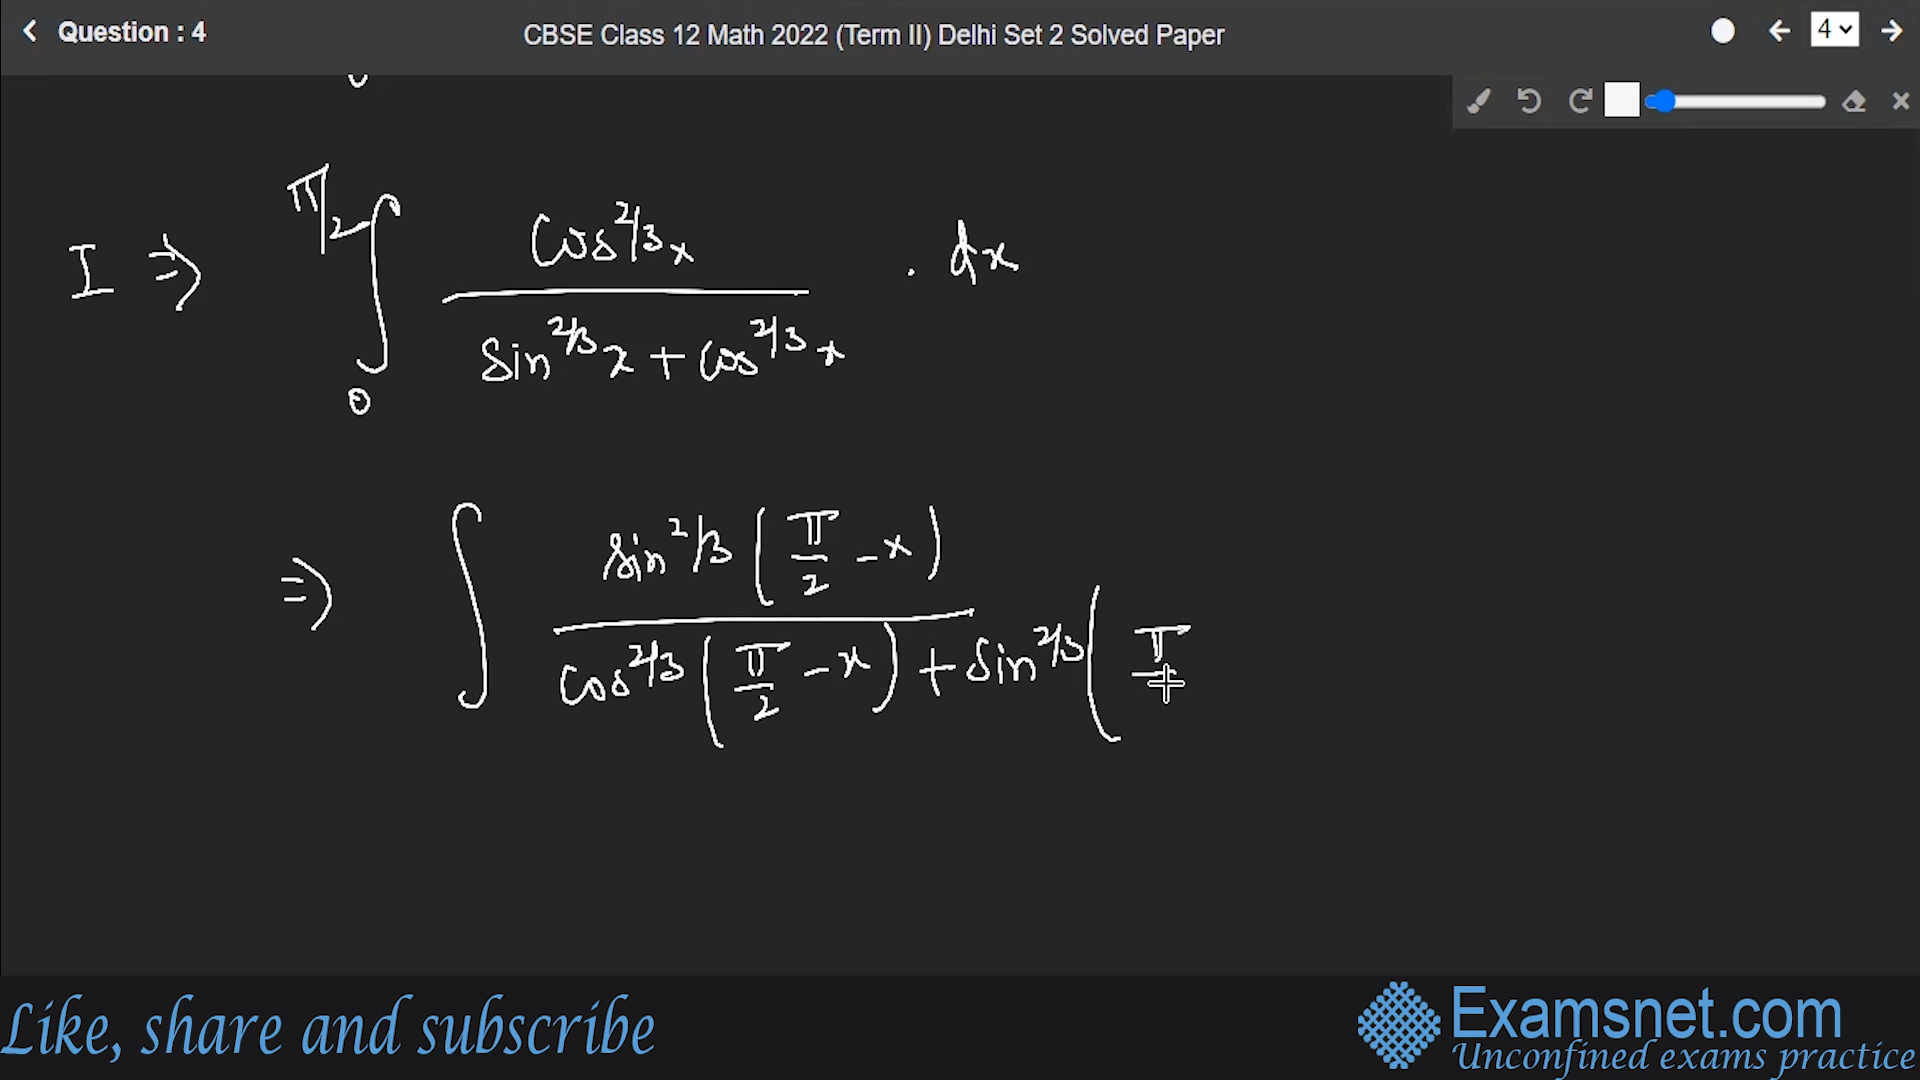 Question : 4
CBSE Class 12 Math 2022 (Term II) Delhi Set 2 Solved Paper
4
I ⇒ ∫₀^(π/2) cos^(2/3) x / (sin^(2/3) x + cos^(2/3) x) . dx
⇒ ∫ sin^(2/3) (π/2 - x) / (cos^(2/3) (π/2 - x) + sin^(2/3) (π
Like, share and subscribe
Examsnet.com
Unconfined exams practice